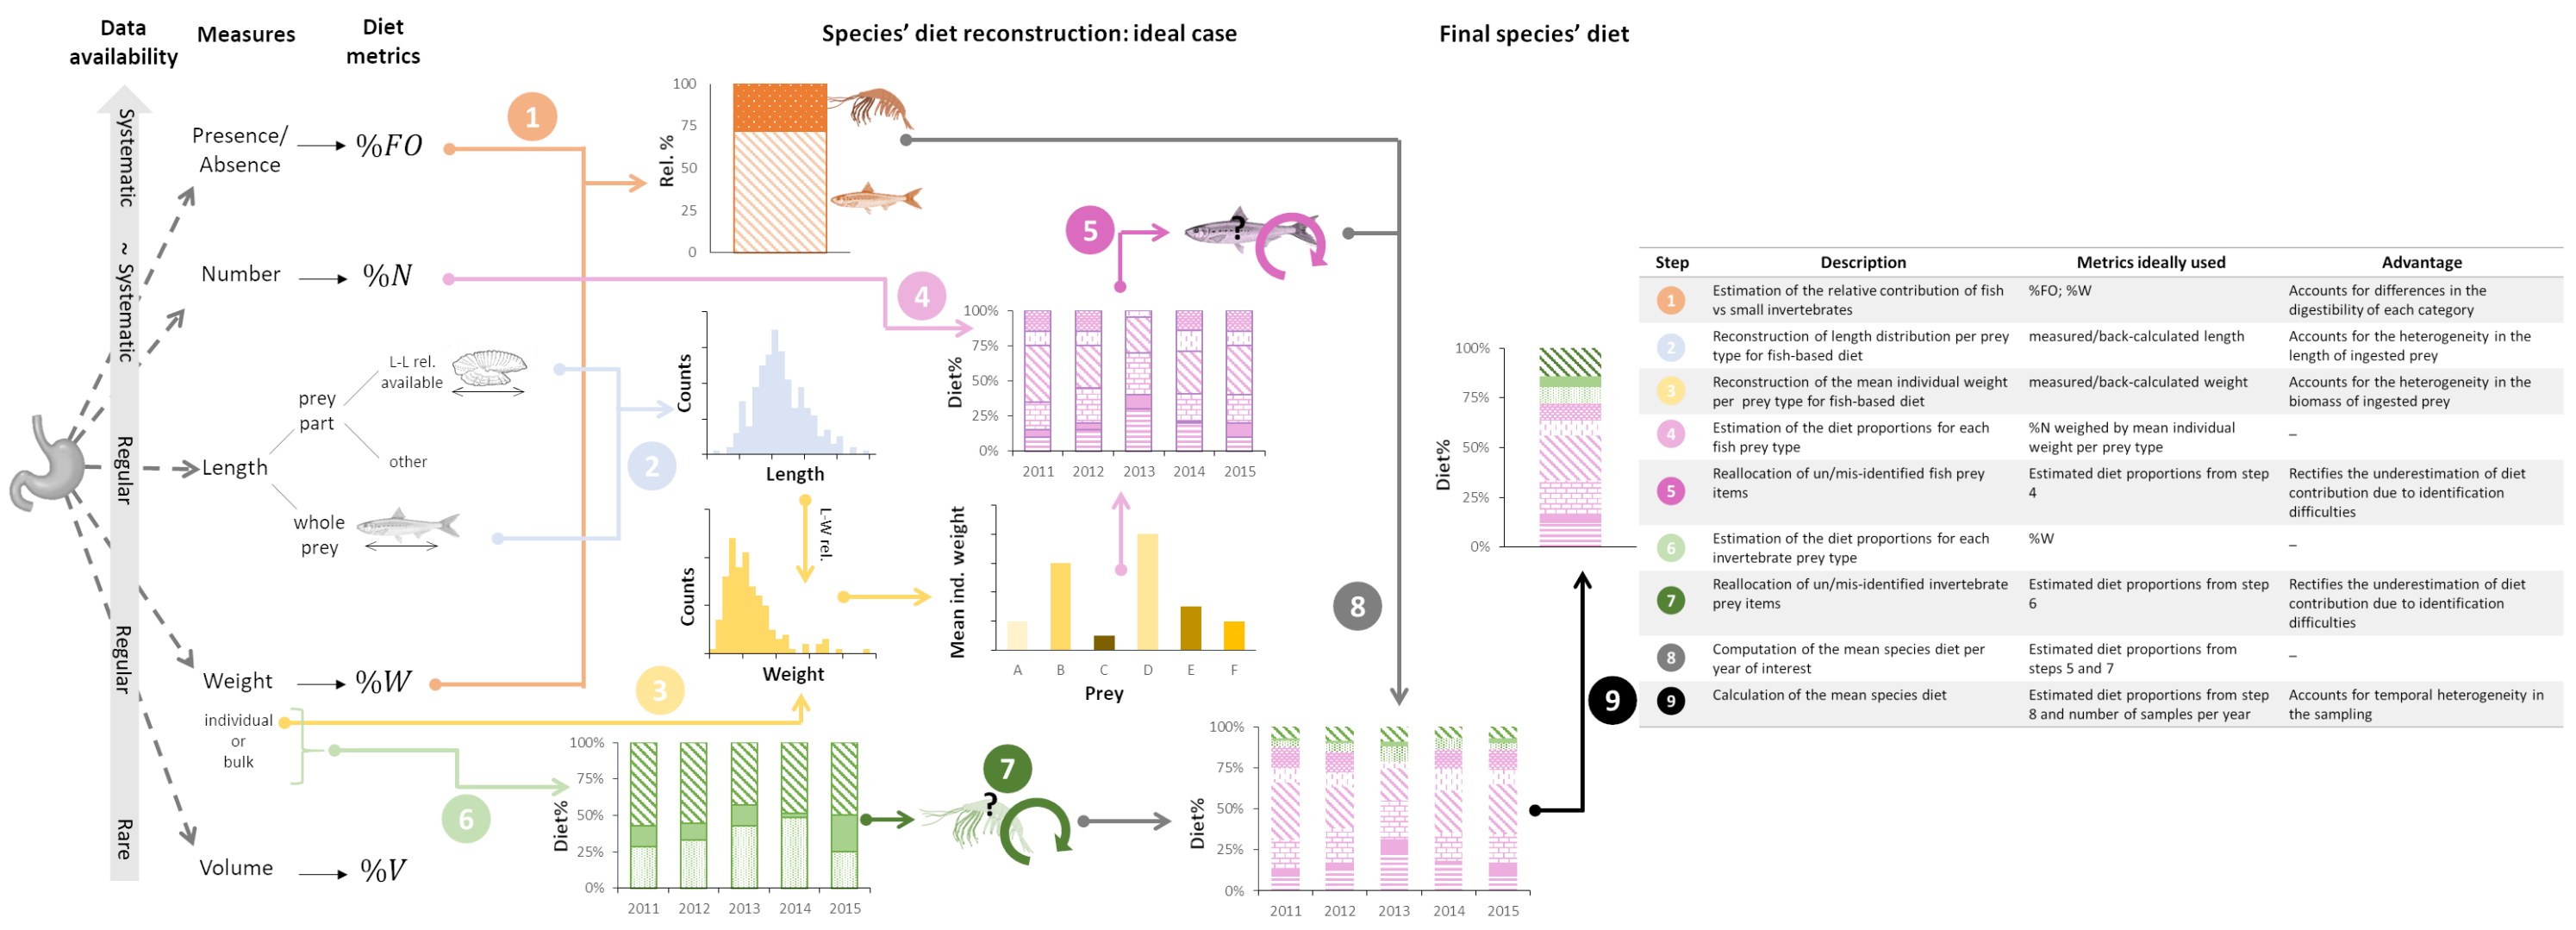 Data
availability
Measures
Diet
metrics
Species’ diet reconstruction: ideal case
Final species’ diet
Systematic
~ Systematic
Regular
Regular
Rare
Presence/
Absence
%FO
Number
%N
Length
prey
part
L-L rel.
available
other
whole
prey
Weight
%W
individual
or
bulk
Volume
%V
1
Rel. %
100
75
50
25
0
2
Counts
Length
L-W rel.
Counts
Weight
3
Mean ind. weight
A B C D E F
Prey
4
Diet%
100%
75%
50%
25%
0%
2011 2012 2013 2014 2015
5
?
6
Diet%
100%
75%
50%
25%
0%
2011 2012 2013 2014 2015
7
?
8
Diet%
100%
75%
50%
25%
0%
2011 2012 2013 2014 2015
9
Diet%
100%
75%
50%
25%
0%
Step Description Metrics ideally used Advantage
1 Estimation of the relative contribution of fish %FO; %W Accounts for differences in the
vs small invertebrates digestibility of each category
2 Reconstruction of length distribution per prey measured/back-calculated length Accounts for the heterogeneity in the
type for fish-based diet length of ingested prey
3 Reconstruction of the mean individual weight measured/back-calculated weight Accounts for the heterogeneity in the
per prey type for fish-based diet biomass of ingested prey
4 Estimation of the diet proportions for each %N weighed by mean individual –
fish prey type weight per prey type
5 Reallocation of un/mis-identified fish prey Estimated diet proportions from step Rectifies the underestimation of diet
items 4 contribution due to identification
difficulties
6 Estimation of the diet proportions for each %W –
invertebrate prey type
7 Reallocation of un/mis-identified invertebrate Estimated diet proportions from step Rectifies the underestimation of diet
prey items 6 contribution due to identification
difficulties
8 Computation of the mean species diet per Estimated diet proportions from –
year of interest steps 5 and 7
9 Calculation of the mean species diet Estimated diet proportions from step Accounts for temporal heterogeneity in
8 and number of samples per year the sampling